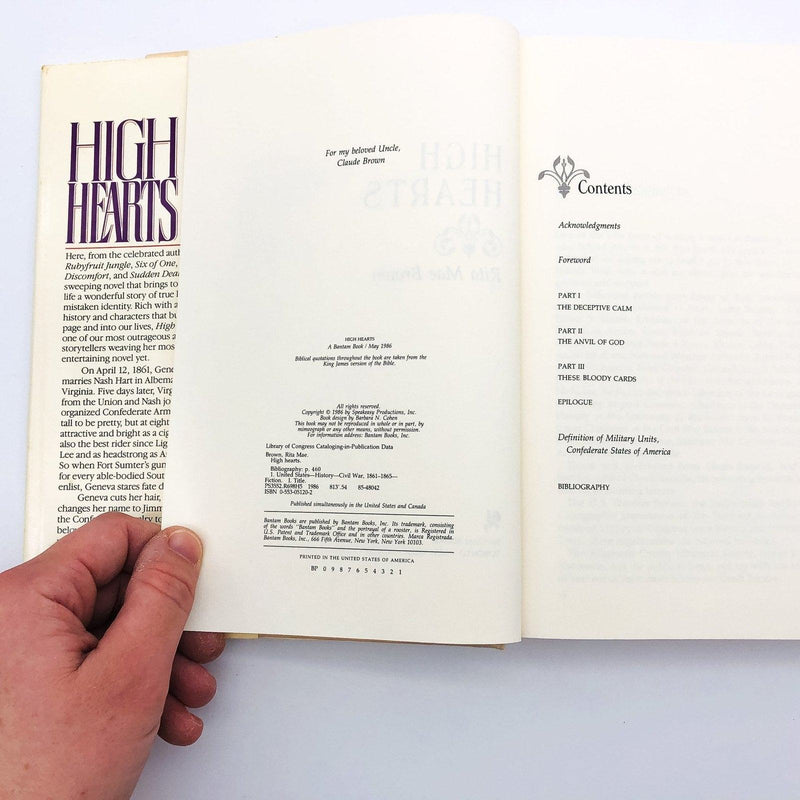 HIGH
HEARTS
Here, from the celebrated
Rubyfruit Jungle, Six of One,
Discomfort, and Sudden
sweeping novel that brings to
life a wonderful story of true
mistaken identity. Rich with
history and characters that
page and into our lives, High
one of our most outrageous
storytellers weaving her most
entertaining novel yet.
On April 12, 1861,
marries Nash Hart in
Virginia. Five days later,
from the Union and Nash
organized Confederate
tall to be pretty, but at
attractive and bright as a
also the best rider since
Lee and as headstrong as
So when Fort Sumter's
for every able-bodied
enlist, Geneva stares
Geneva cuts her hair,
changes her name to
the
For my beloved Uncle,
Claude Brown
HIGH
HEARTS
Rita Mae Brown
HIGH HEARTS
A Bantam Book / May 1986
Biblical quotations throughout the book are taken from the
King James version of the Bible.
All rights reserved.
Copyright © 1986 by Speakeasy Productions, Inc.
Book design by Barbara N. Cohen
This book may not be reproduced in whole or in part, by
mimeograph or any other means, without permission.
For information address: Bantam Books, Inc.
Library of Congress Cataloging-in-Publication Data
Brown, Rita Mae.
High hearts.
Bibliography: p. 460
1. United States—History—Civil War, 1861–1865—
Fiction. I. Title.
PS3552.R698H5 1986 813'.54 85-48042
ISBN 0-553-05120-2
Published simultaneously in the United States and Canada
Bantam Books are published by Bantam Books, Inc. Its trademark, consisting
of the words "Bantam Books" and the portrayal of a rooster, is Registered in
U.S. Patent and Trademark Office and in other countries. Marca Registrada.
Bantam Books, Inc., 666 Fifth Avenue, New York, New York 10103.
PRINTED IN THE UNITED STATES OF AMERICA
BP 0 9 8 7 6 5 4 3 2 1
Contents
Acknowledgments
Foreword
PART I
THE DECEPTIVE CALM
PART II
THE ANVIL OF GOD
PART III
THESE BLOODY CARDS
EPILOGUE
Definition of Military Units,
Confederate States of America
BIBLIOGRAPHY